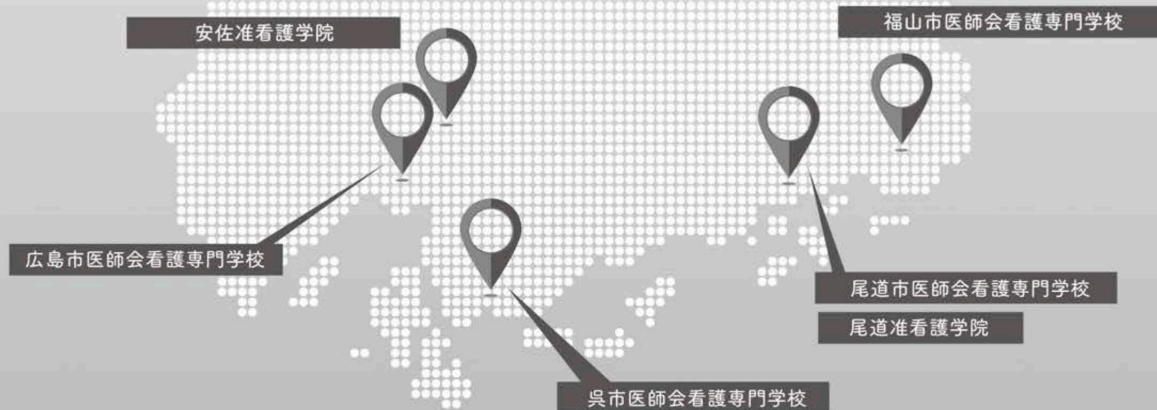 安佐准看護学院
福山市医師会看護専門学校
広島市医師会看護専門学校
尾道市医師会看護専門学校
尾道准看護学院
呉市医師会看護専門学校